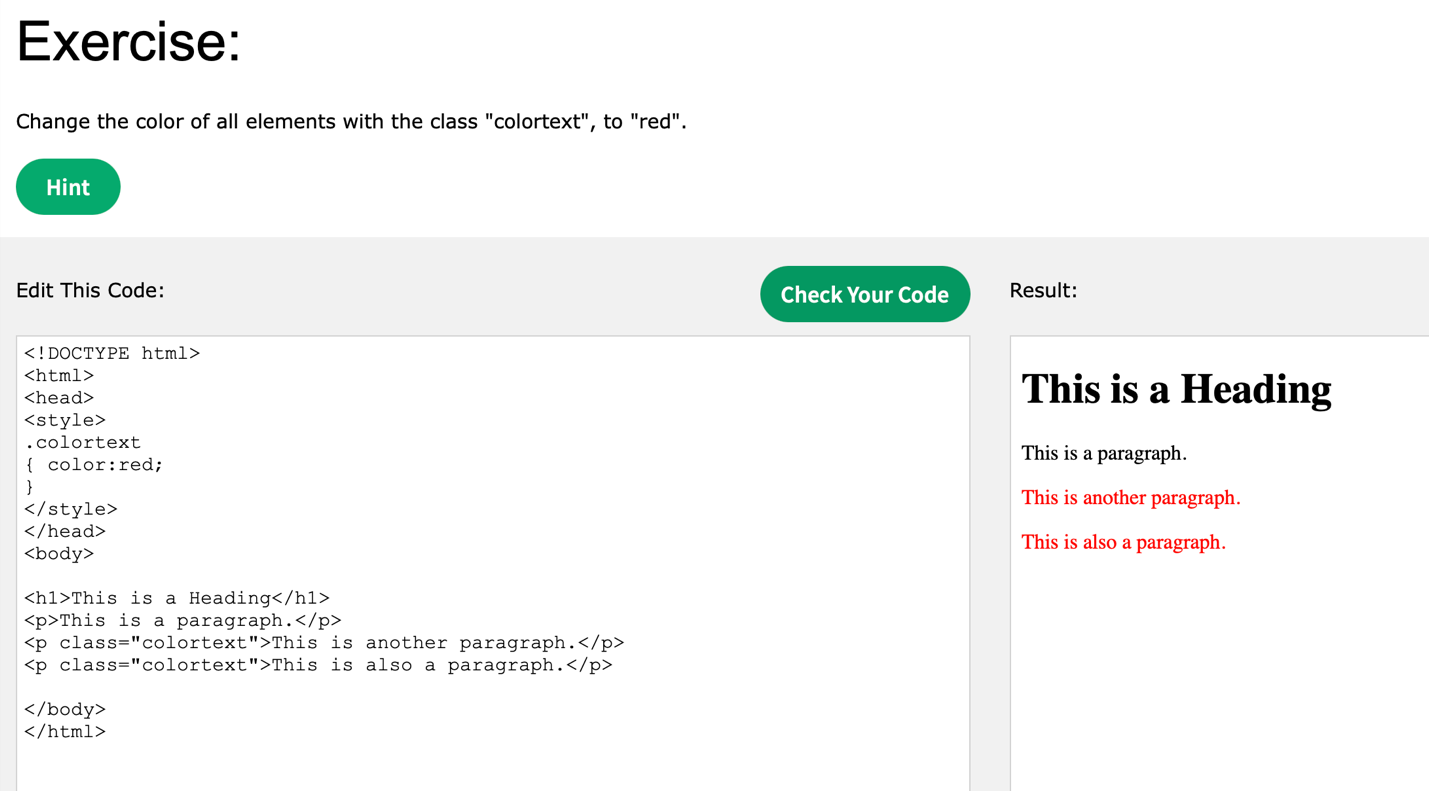 Exercise:
Change the color of all elements with the class "colortext", to "red".
Hint
Edit This Code:
Check Your Code
Result:
<!DOCTYPE html>
<html>
<head>
<style>
.colortext
{ color:red;
}
</style>
</head>
<body>
<h1>This is a Heading</h1>
<p>This is a paragraph.</p>
<p class="colortext">This is another paragraph.</p>
<p class="colortext">This is also a paragraph.</p>
</body>
</html>
This is a Heading
This is a paragraph.
This is another paragraph.
This is also a paragraph.